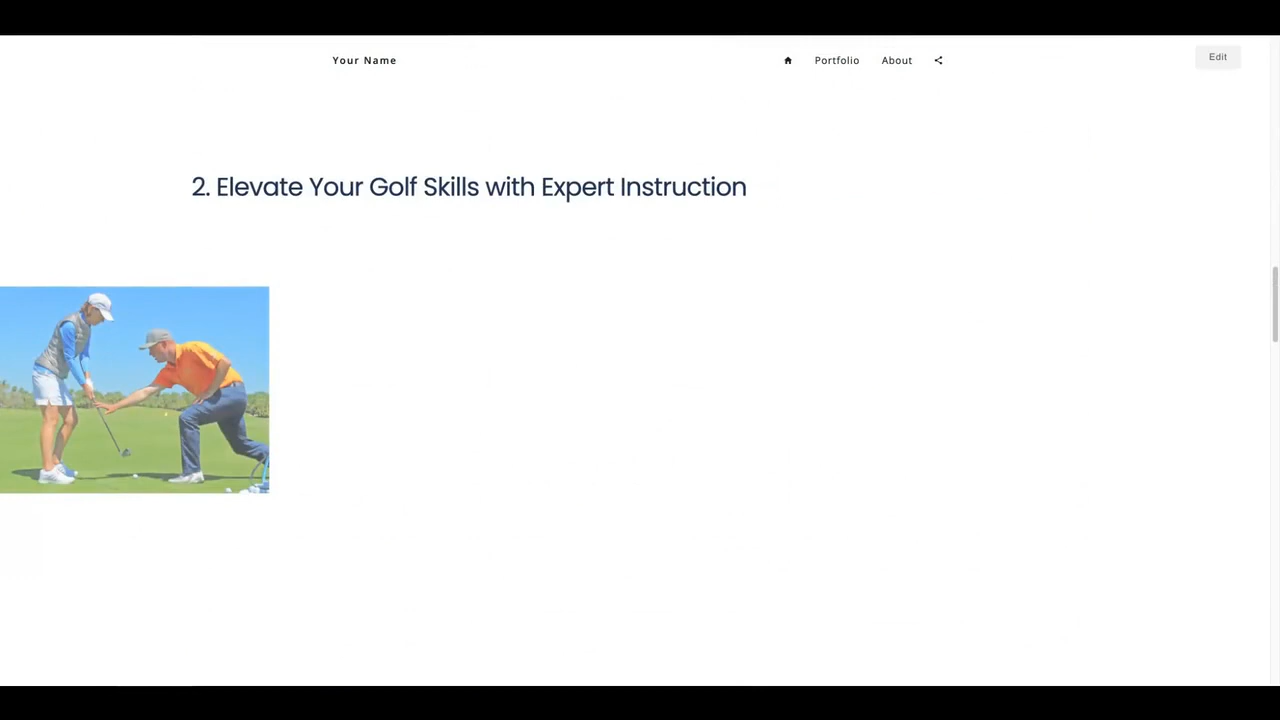 Your Name
Portfolio
About
Edit
2. Elevate Your Golf Skills with Expert Instruction